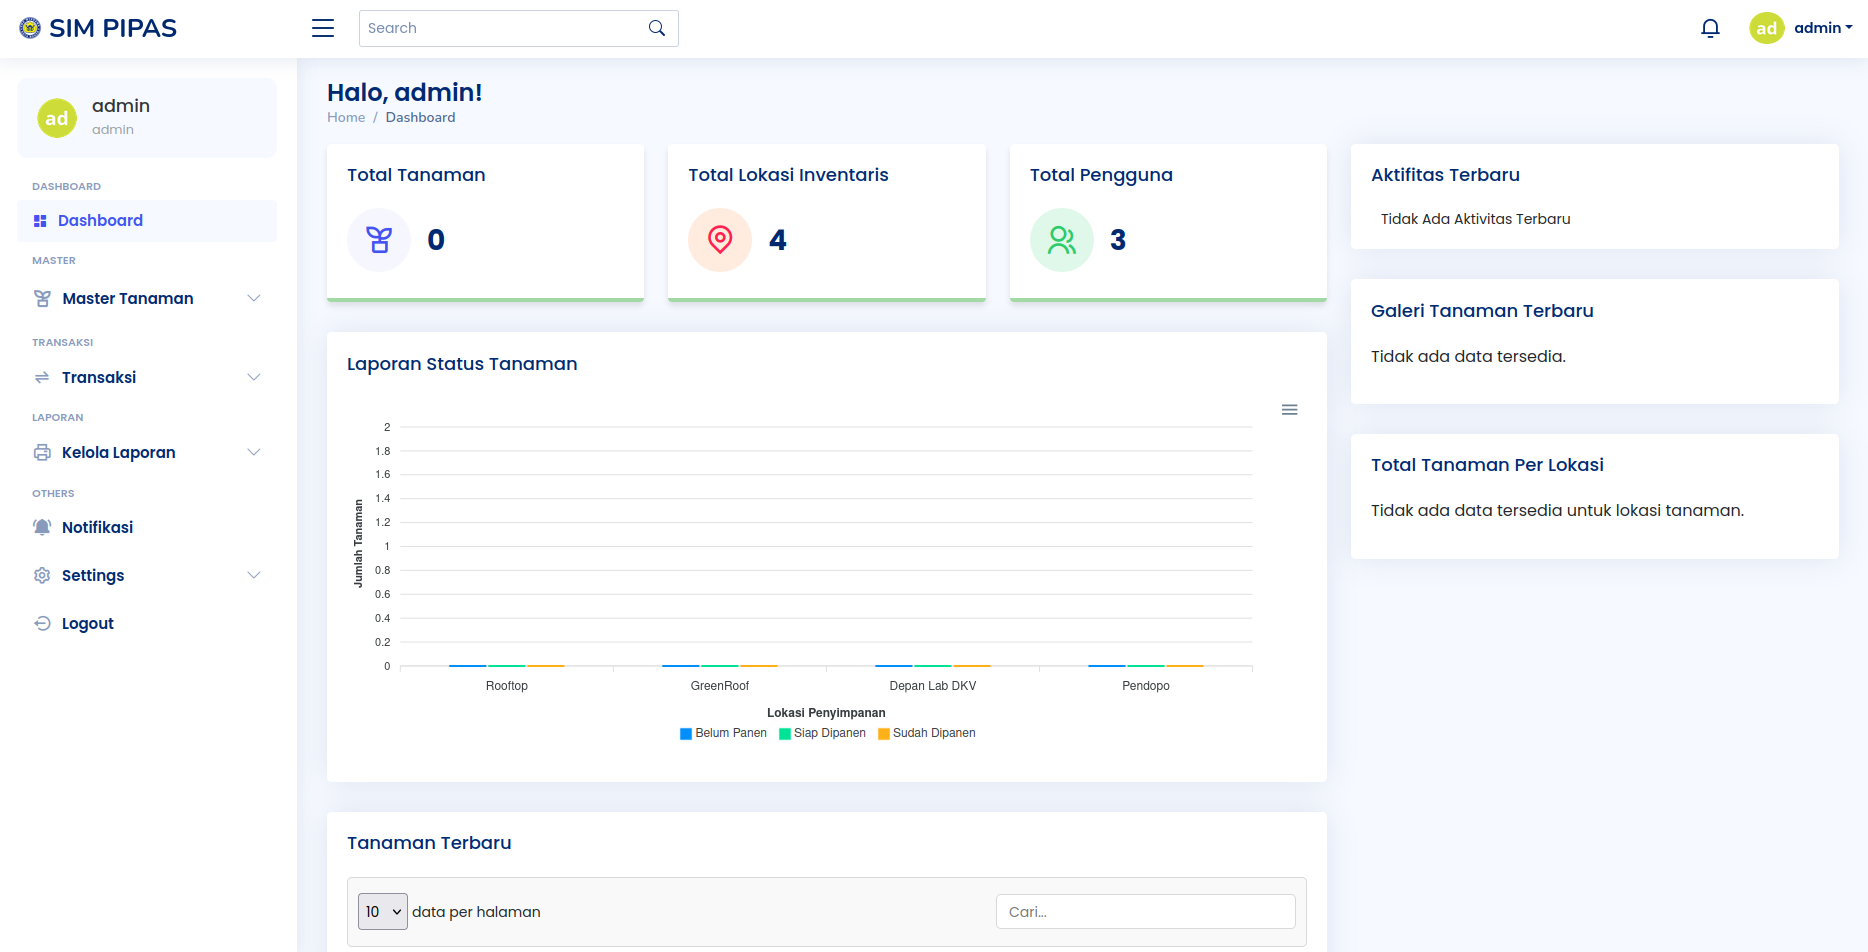 SIM PIPAS
Search
ad
admin
ad
admin
admin
DASHBOARD
Dashboard
MASTER
Master Tanaman
TRANSAKSI
Transaksi
LAPORAN
Kelola Laporan
OTHERS
Notifikasi
Settings
Logout
Halo, admin!
Home / Dashboard
Total Tanaman
0
Total Lokasi Inventaris
4
Total Pengguna
3
Laporan Status Tanaman
Jumlah Tanaman
2
1.8
1.6
1.4
1.2
1
0.8
0.6
0.4
0.2
0
Rooftop GreenRoof Depan Lab DKV Pendopo
Lokasi Penyimpanan
Belum Panen Siap Dipanen Sudah Dipanen
Tanaman Terbaru
10 data per halaman
Cari...
Aktifitas Terbaru
Tidak Ada Aktivitas Terbaru
Galeri Tanaman Terbaru
Tidak ada data tersedia.
Total Tanaman Per Lokasi
Tidak ada data tersedia untuk lokasi tanaman.